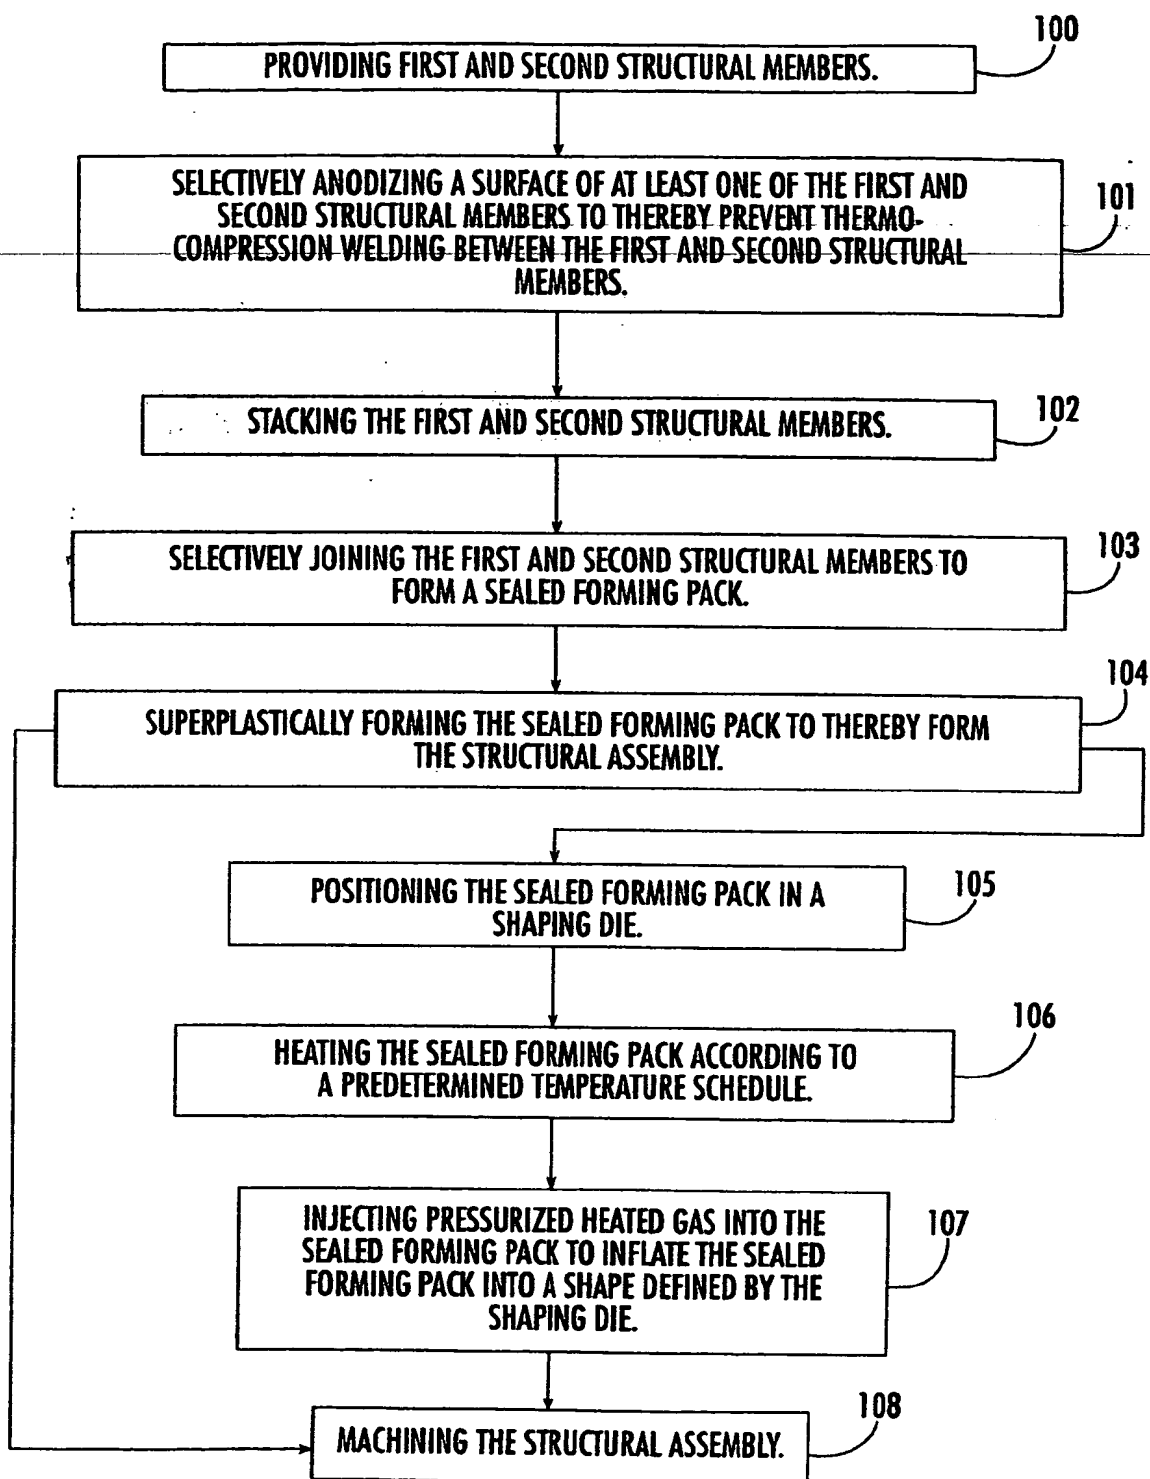 100
PROVIDING FIRST AND SECOND STRUCTURAL MEMBERS.
SELECTIVELY ANODIZING A SURFACE OF AT LEAST ONE OF THE FIRST AND
SECOND STRUCTURAL MEMBERS TO THEREBY PREVENT THERMO-
COMPRESSION WELDING BETWEEN THE FIRST AND SECOND STRUCTURAL
MEMBERS.
101
STACKING THE FIRST AND SECOND STRUCTURAL MEMBERS.
102
SELECTIVELY JOINING THE FIRST AND SECOND STRUCTURAL MEMBERS TO
FORM A SEALED FORMING PACK.
103
104
SUPERPLASTICALLY FORMING THE SEALED FORMING PACK TO THEREBY FORM
THE STRUCTURAL ASSEMBLY.
POSITIONING THE SEALED FORMING PACK IN A
SHAPING DIE.
105
106
HEATING THE SEALED FORMING PACK ACCORDING TO
A PREDETERMINED TEMPERATURE SCHEDULE.
INJECTING PRESSURIZED HEATED GAS INTO THE
SEALED FORMING PACK TO INFLATE THE SEALED
FORMING PACK INTO A SHAPE DEFINED BY THE
SHAPING DIE.
107
108
MACHINING THE STRUCTURAL ASSEMBLY.